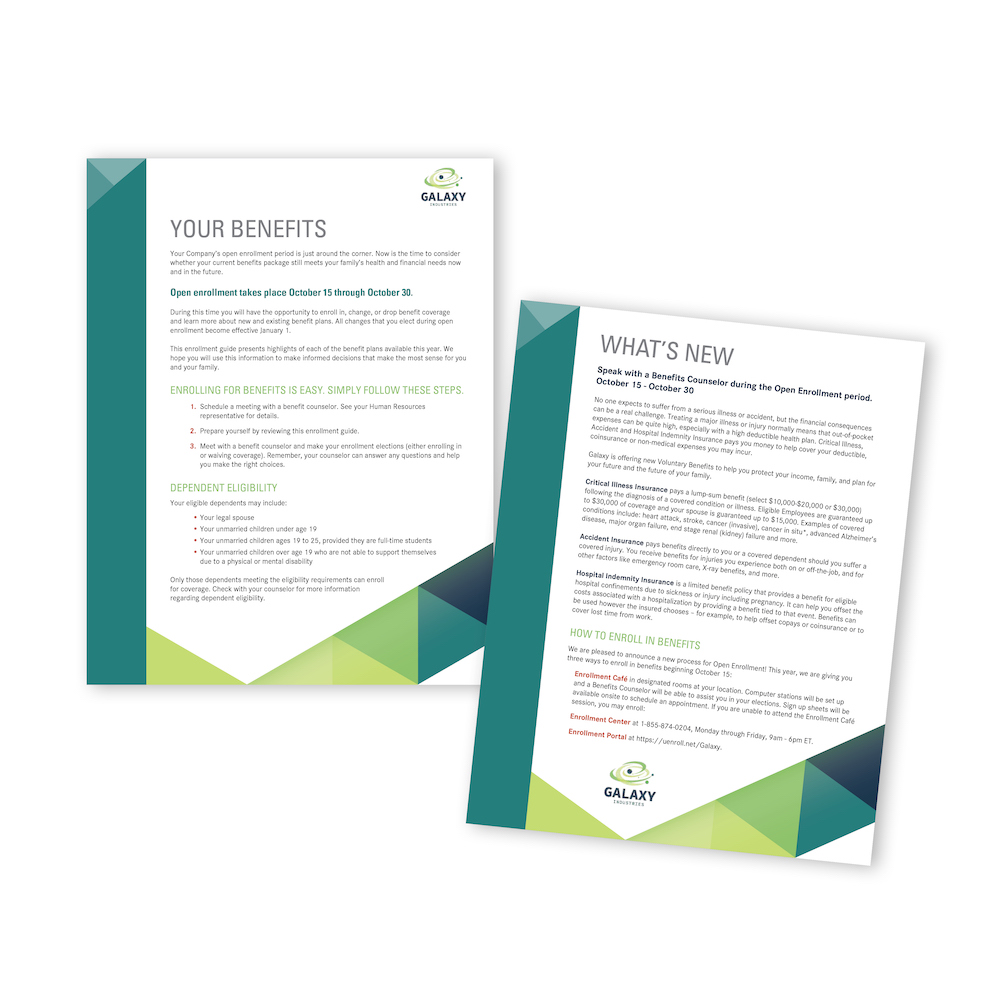 GALAXY
INDUSTRIES
YOUR BENEFITS
Your Company's open enrollment period is just around the corner. Now is the time to consider
whether your current benefits package still meets your family's health and financial needs now
and in the future.
Open enrollment takes place October 15 through October 30.
During this time you will have the opportunity to enroll in, change, or drop benefit coverage
and learn more about new and existing benefit plans. All changes that you elect during open
enrollment become effective January 1.
This enrollment guide presents highlights of each of the benefit plans available this year. We
hope you will use this information to make informed decisions that make the most sense for you
and your family.
ENROLLING FOR BENEFITS IS EASY. SIMPLY FOLLOW THESE STEPS.
1. Schedule a meeting with a benefit counselor. See your Human Resources
representative for details.
2. Prepare yourself by reviewing this enrollment guide.
3. Meet with a benefit counselor and make your enrollment elections (either enrolling in
or waiving coverage). Remember, your counselor can answer any questions and help
you make the right choices.
DEPENDENT ELIGIBILITY
Your eligible dependents may include:
• Your legal spouse
• Your unmarried children under age 19
• Your unmarried children ages 19 to 25, provided they are full-time students
• Your unmarried children over age 19 who are not able to support themselves
due to a physical or mental disability
Only those dependents meeting the eligibility requirements can enroll
for coverage. Check with your counselor for more information
regarding dependent eligibility.
WHAT'S NEW
Speak with a Benefits Counselor during the Open Enrollment period.
October 15 - October 30
No one expects to suffer from a serious illness or accident, but the financial consequences
can be a real challenge. Treating a major illness or injury normally means that out-of-pocket
expenses can be quite high, especially with a high deductible health plan. Critical Illness,
Accident and Hospital Indemnity Insurance pays you money to help cover your deductible,
coinsurance or non-medical expenses you may incur.
Galaxy is offering new Voluntary Benefits to help you protect your income, family, and plan for
your future and the future of your family.
Critical Illness Insurance pays a lump-sum benefit (select $10,000-$20,000 or $30,000)
following the diagnosis of a covered condition or illness. Eligible Employees are guaranteed up
to $30,000 of coverage and your spouse is guaranteed up to $15,000. Examples of covered
conditions include: heart attack, stroke, cancer (invasive), cancer in situ*, advanced Alzheimer's
disease, major organ failure, end stage renal (kidney) failure and more.
Accident Insurance pays benefits directly to you or a covered dependent should you suffer a
covered injury. You receive benefits for injuries you experience both on or off-the-job, and for
other factors like emergency room care, X-ray benefits, and more.
Hospital Indemnity Insurance is a limited benefit policy that provides a benefit for eligible
hospital confinements due to sickness or injury including pregnancy. It can help you offset the
costs associated with a hospitalization by providing a benefit tied to that event. Benefits can
be used however the insured chooses – for example, to help offset copays or coinsurance or to
cover lost time from work.
HOW TO ENROLL IN BENEFITS
We are pleased to announce a new process for Open Enrollment! This year, we are giving you
three ways to enroll in benefits beginning October 15:
Enrollment Café in designated rooms at your location. Computer stations will be set up
and a Benefits Counselor will be able to assist you in your elections. Sign up sheets will be
available onsite to schedule an appointment. If you are unable to attend the Enrollment Café
session, you may enroll:
Enrollment Center at 1-855-874-0204, Monday through Friday, 9am - 6pm ET.
Enrollment Portal at https://uenroll.net/Galaxy.
GALAXY
INDUSTRIES